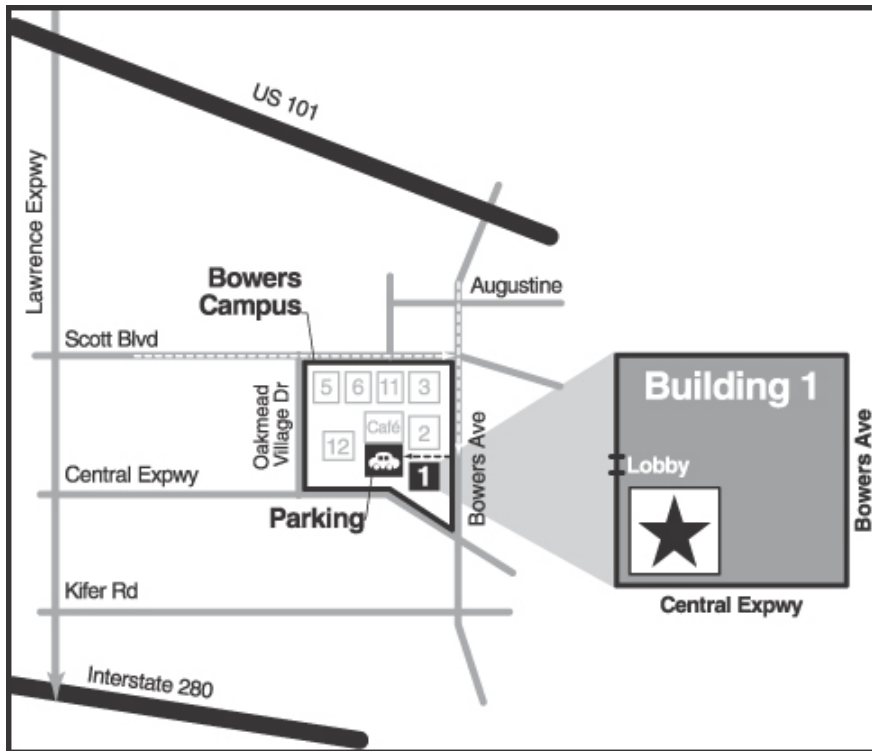 US 101
Lawrence Expwy
Bowers
Campus
Augustine
Scott Blvd
Oakmead
Village Dr
5
6
11
3
Café
2
12
1
Building 1
Lobby
Bowers Ave
Bowers Ave
Central Expwy
Parking
Central Expwy
Kifer Rd
Interstate 280